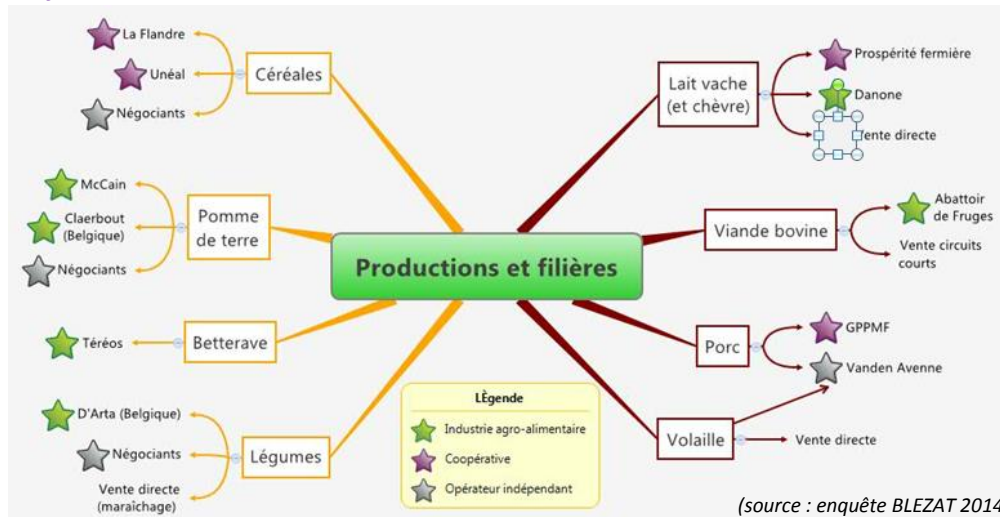 La Flandre
Unéal
Négociants
Céréales
McCain
Claerbout
(Belgique)
Négociants
Pomme
de terre
Téréos
Betterave
D'Arta (Belgique)
Négociants
Vente directe
(maraîchage)
Légumes
Productions et filières
Lait vache
(et chèvre)
Prospérité fermière
Danone
directe
Viande bovine
Abattoir
de Fruges
Vente circuits
courts
Porc
GPPMF
Vanden Avenne
Volaille
Vente directe
LÈgende
Industrie agro-alimentaire
Coopérative
Opérateur indépendant
(source : enquête BLEZAT 2014